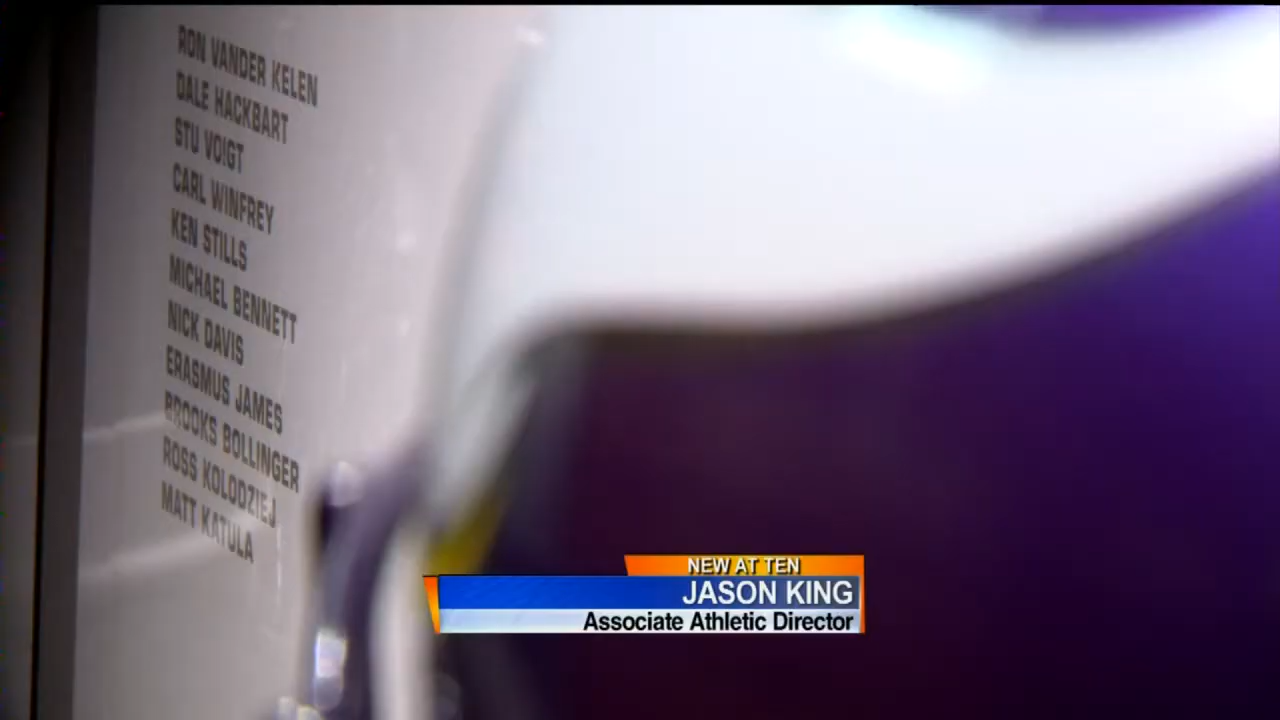 RON VANDER KELEN
DALE HACKBART
STU VOIGT
CARL WINFREY
KEN STILLS
MICHAEL BENNETT
NICK DAVIS
ERASMUS JAMES
BROOKS BOLLINGER
ROSS KOLODZIEJ
MATT KATULA
NEW AT TEN
JASON KING
Associate Athletic Director